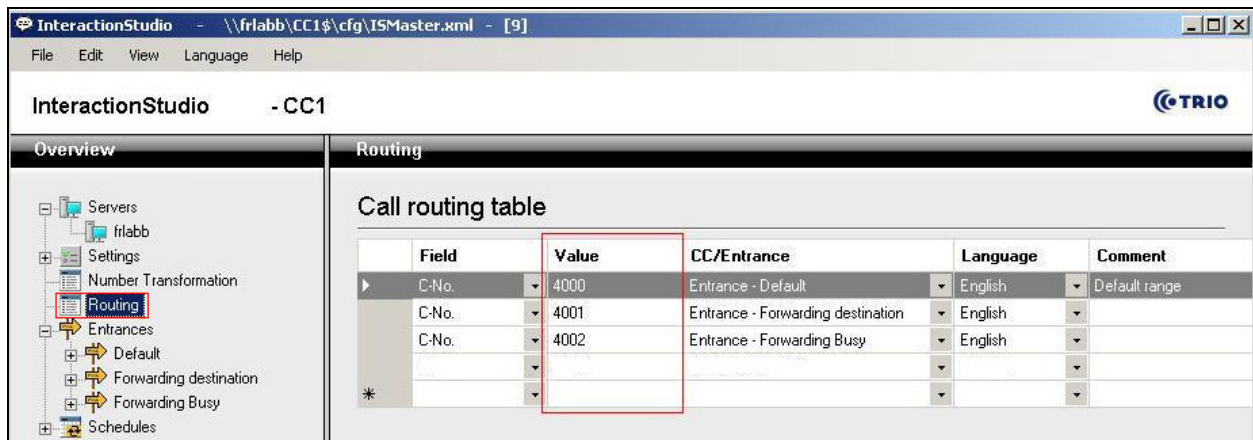 InteractionStudio - \\frlabb\CC1$\cfg\ISMaster.xml - [9]
File Edit View Language Help
InteractionStudio - CC1
TRIO
Overview
Routing
Servers
frlabb
Settings
Number Transformation
Routing
Entrances
Default
Forwarding destination
Forwarding Busy
Schedules
Call routing table
Field Value CC/Entrance Language Comment
C-No. 4000 Entrance - Default English Default range
C-No. 4001 Entrance - Forwarding destination English
C-No. 4002 Entrance - Forwarding Busy English
*